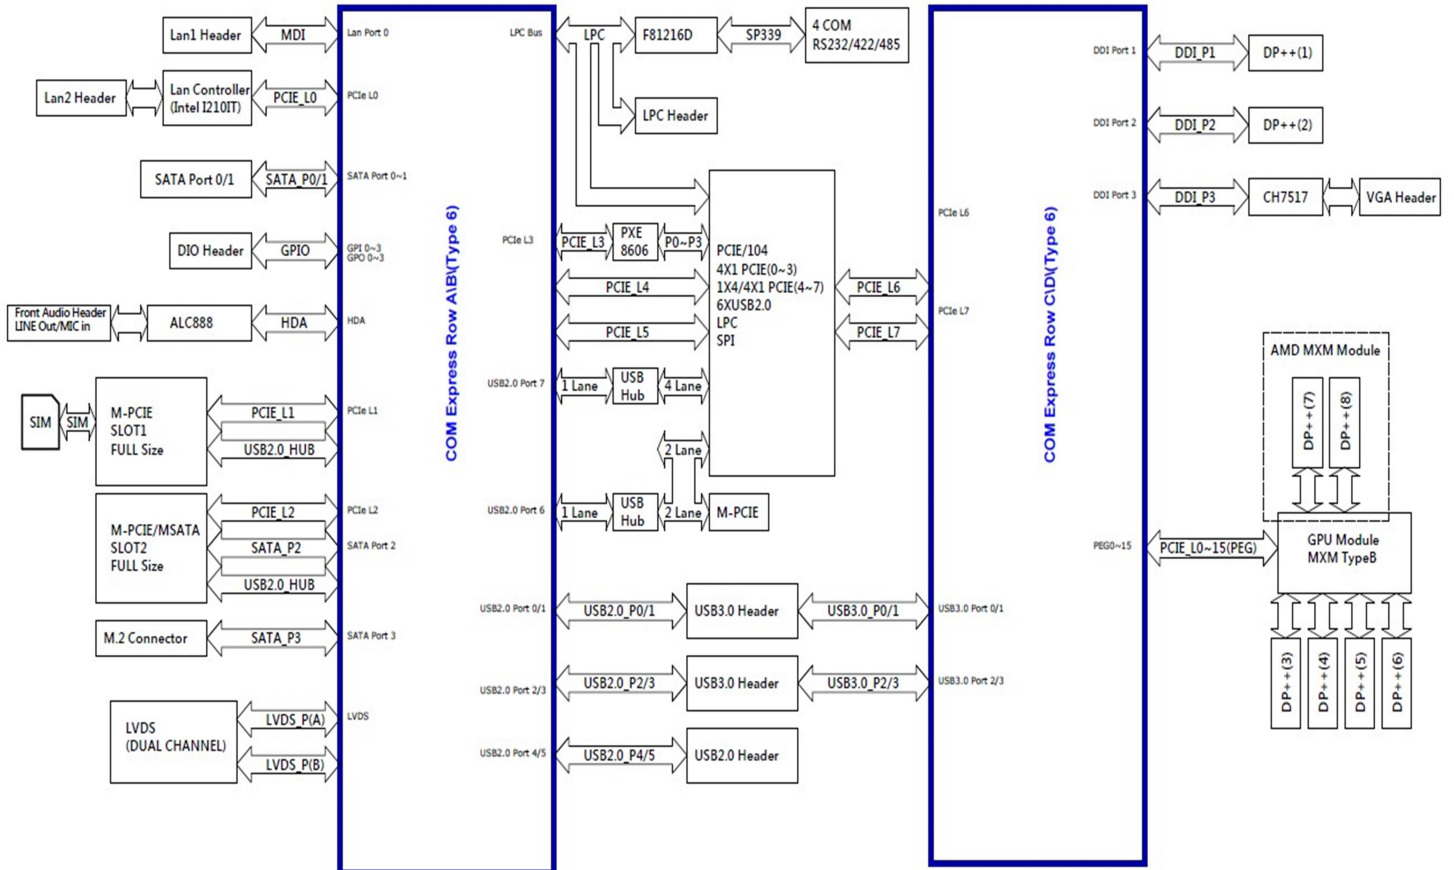 Lan1 Header
MDI
Lan Port 0
Lan2 Header
Lan Controller
(Intel I210IT)
PCIE_L0
PCIe L0
SATA Port 0/1
SATA_P0/1
SATA Port 0~1
DIO Header
GPIO
GPI 0~3
GPO 0~3
Front Audio Header
LINE Out/MIC in
ALC888
HDA
HDA
SIM
SIM
M-PCIE
SLOT1
FULL Size
PCIE_L1
USB2.0_HUB
PCIe L1
M-PCIE/MSATA
SLOT2
FULL Size
PCIE_L2
SATA_P2
USB2.0_HUB
PCIe L2
SATA Port 2
M.2 Connector
SATA_P3
SATA Port 3
LVDS
(DUAL CHANNEL)
LVDS_P(A)
LVDS_P(B)
LVDS
COM Express Row A\B\(Type 6)
LPC Bus
LPC
F81216D
SP339
4 COM
RS232/422/485
LPC Header
PCIe L3
PCIE_L3
PXE
8606
P0~P3
PCIE_L4
PCIE_L5
PCIE/104
4X1 PCIE(0~3)
1X4/4X1 PCIE(4~7)
6XUSB2.0
LPC
SPI
PCIE_L6
PCIE_L7
USB2.0 Port 7
1 Lane
USB
Hub
4 Lane
2 Lane
USB2.0 Port 6
1 Lane
USB
Hub
2 Lane
M-PCIE
USB2.0 Port 0/1
USB2.0_P0/1
USB3.0 Header
USB3.0_P0/1
USB3.0 Port 0/1
USB2.0 Port 2/3
USB2.0_P2/3
USB3.0 Header
USB3.0_P2/3
USB3.0 Port 2/3
USB2.0 Port 4/5
USB2.0_P4/5
USB2.0 Header
PCIe L6
PCIe L7
COM Express Row C\D\(Type 6)
DDI Port 1
DDI_P1
DP++(1)
DDI Port 2
DDI_P2
DP++(2)
DDI Port 3
DDI_P3
CH7517
VGA Header
AMD MXM Module
DP++(7)
DP++(8)
PEG0~15
PCIE_L0~15(PEG)
GPU Module
MXM TypeB
DP++(3)
DP++(4)
DP++(5)
DP++(6)